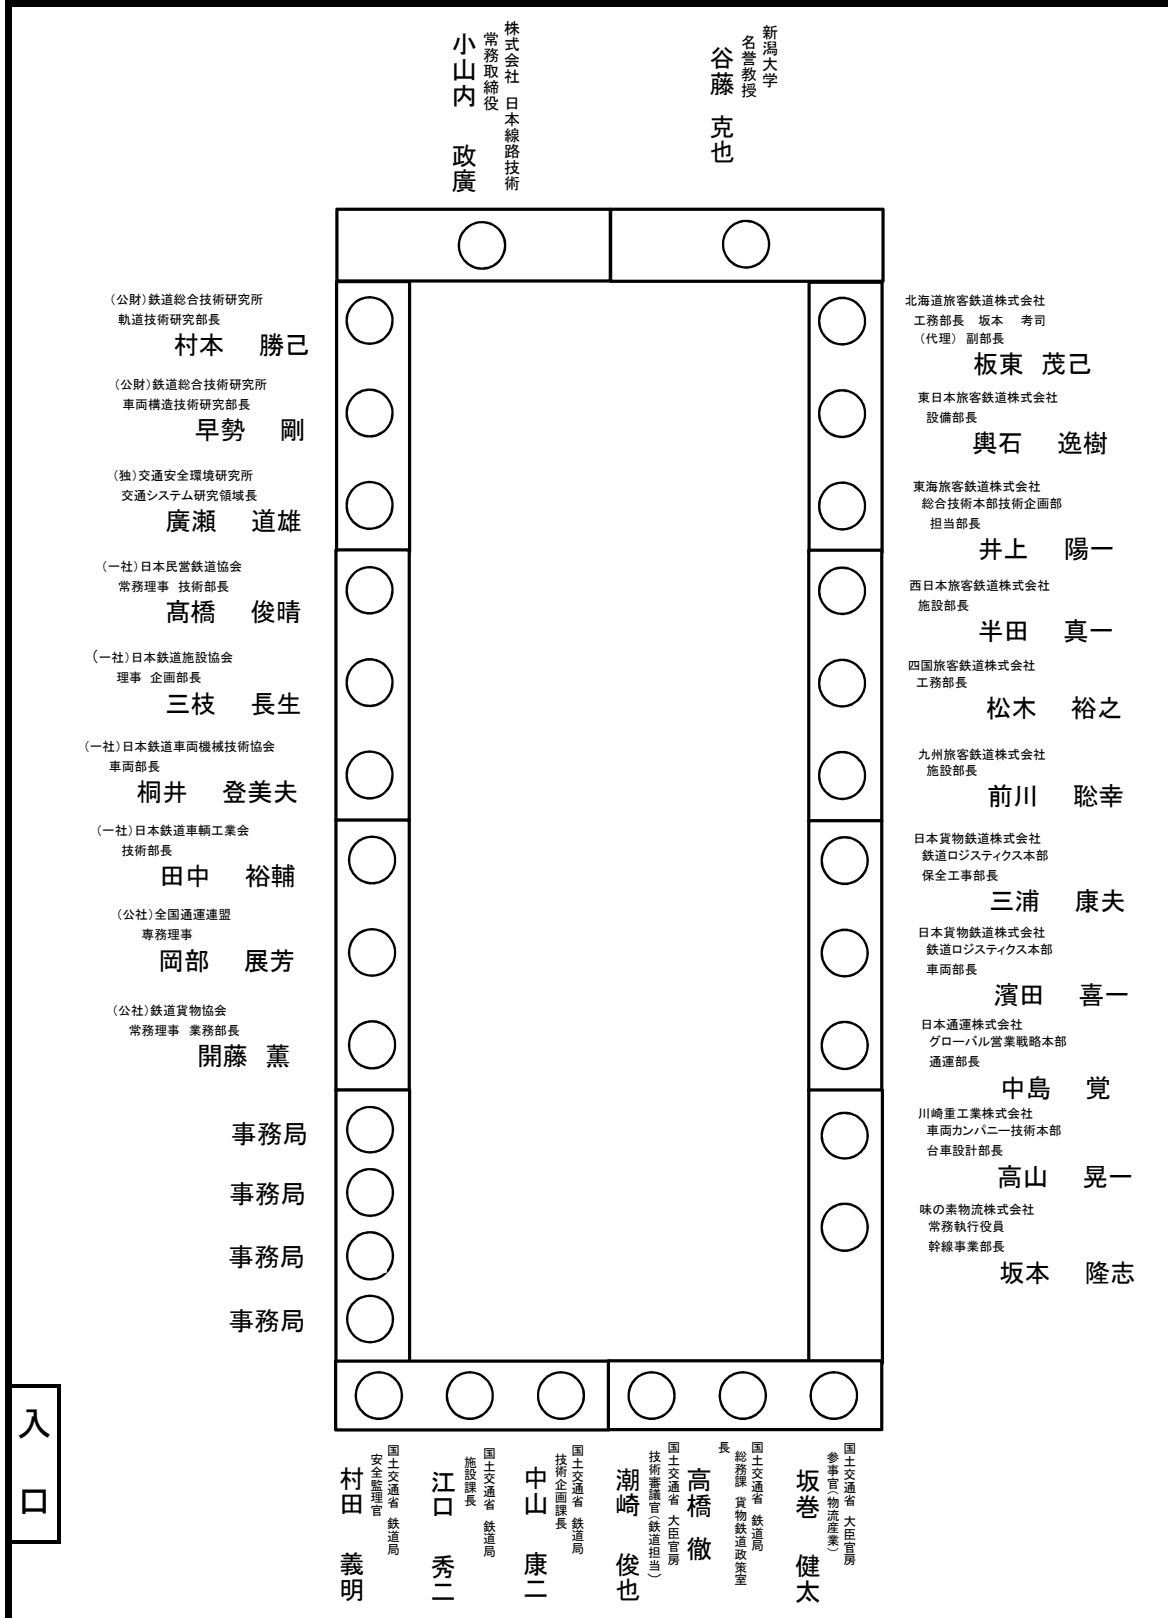 株式会社 日本線路技術
常務取締役
小山内 政廣
新潟大学
名誉教授
谷藤 克也
(公財)鉄道総合技術研究所
軌道技術研究部長
村本 勝己
(公財)鉄道総合技術研究所
車両構造技術研究部長
早勢 剛
(独)交通安全環境研究所
交通システム研究領域長
廣瀬 道雄
(一社)日本民営鉄道協会
常務理事 技術部長
髙橋 俊晴
(一社)日本鉄道施設協会
理事 企画部長
三枝 長生
(一社)日本鉄道車両機械技術協会
車両部長
桐井 登美夫
(一社)日本鉄道車輌工業会
技術部長
田中 裕輔
(公社)全国通運連盟
専務理事
岡部 展芳
(公社)鉄道貨物協会
常務理事 業務部長
開藤 薫
事務局
事務局
事務局
事務局
北海道旅客鉄道株式会社
工務部長 坂本 考司
(代理) 副部長
板東 茂己
東日本旅客鉄道株式会社
設備部長
輿石 逸樹
東海旅客鉄道株式会社
総合技術本部技術企画部
担当部長
井上 陽一
西日本旅客鉄道株式会社
施設部長
半田 真一
四国旅客鉄道株式会社
工務部長
松木 裕之
九州旅客鉄道株式会社
施設部長
前川 聡幸
日本貨物鉄道株式会社
鉄道ロジスティクス本部
保全工事部長
三浦 康夫
日本貨物鉄道株式会社
鉄道ロジスティクス本部
車両部長
濱田 喜一
日本通運株式会社
グローバル営業戦略本部
通運部長
中島 覚
川崎重工業株式会社
車両カンパニー技術本部
台車設計部長
高山 晃一
味の素物流株式会社
常務執行役員
幹線事業部長
坂本 隆志
入 口
国土交通省 鉄道局
安全監理官
村田 義明
国土交通省 鉄道局
施設課長
江口 秀二
国土交通省 鉄道局
技術企画課長
中山 康二
国土交通省 大臣官房
技術審議官(鉄道担当)
潮崎 俊也
国土交通省 鉄道局
総務課 貨物鉄道政策室
長
高橋 徹
国土交通省 大臣官房
参事官(物流産業)
坂巻 健太